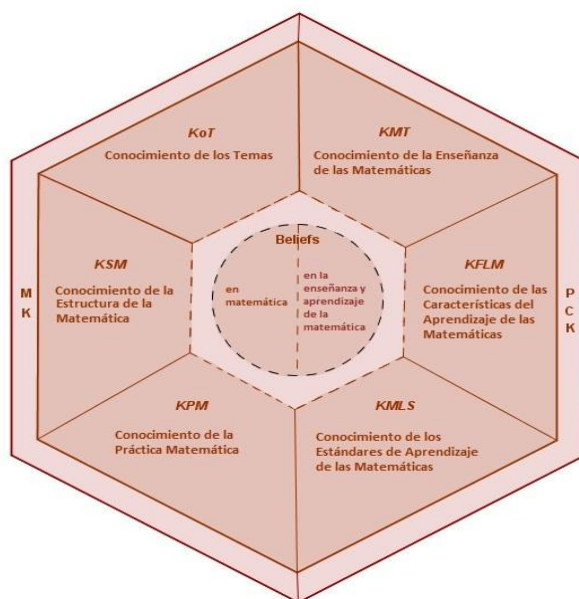 KoT
Conocimiento de los Temas
KMT
Conocimiento de la Enseñanza
de las Matemáticas
KSM
Conocimiento de la
Estructura de la
Matemática
Beliefs
en
matemática
en la
enseñanza y
aprendizaje
de la
matemática
KFLM
Conocimiento de las
Características del
Aprendizaje de las
Matemáticas
M
K
P
C
K
KPM
Conocimiento de la
Práctica Matemática
KMLS
Conocimiento de los
Estándares de Aprendizaje
de las Matemáticas